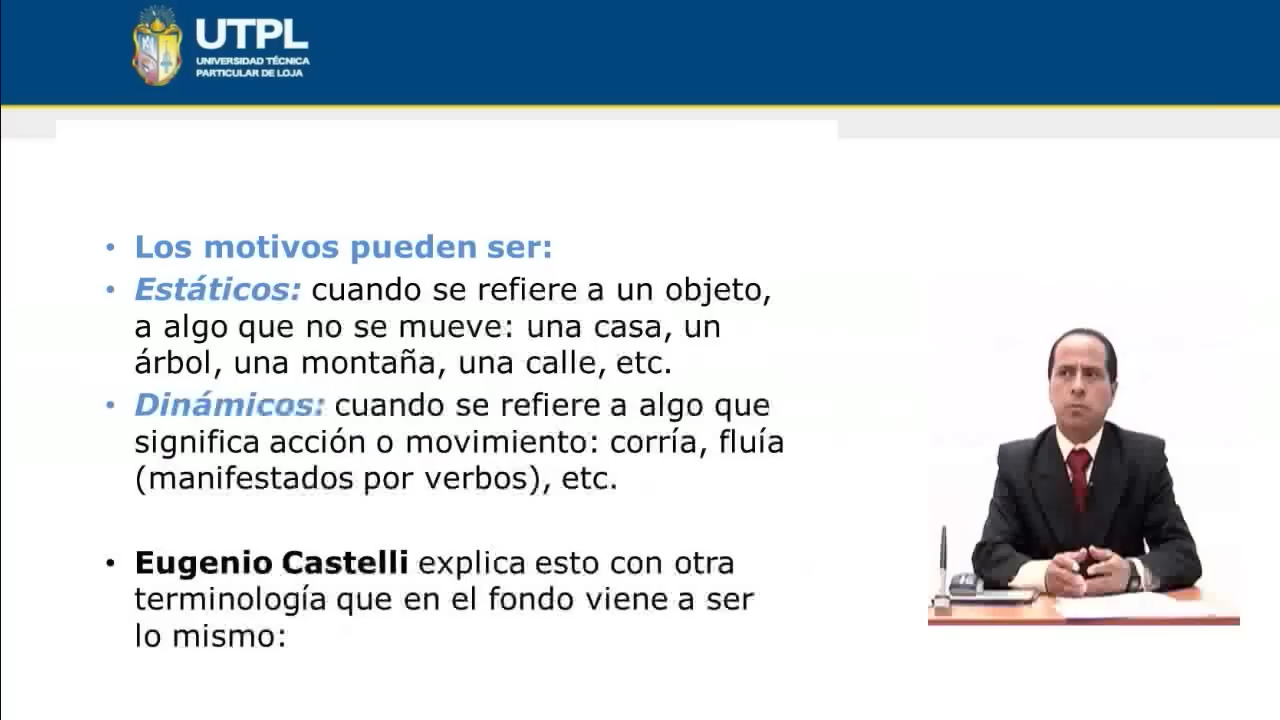 UTPL
UNIVERSIDAD TÉCNICA
PARTICULAR DE LOJA
• Los motivos pueden ser:
• Estáticos: cuando se refiere a un objeto,
a algo que no se mueve: una casa, un
árbol, una montaña, una calle, etc.
• Dinámicos: cuando se refiere a algo que
significa acción o movimiento: corría, fluía
(manifestados por verbos), etc.
• Eugenio Castelli explica esto con otra
terminología que en el fondo viene a ser
lo mismo: